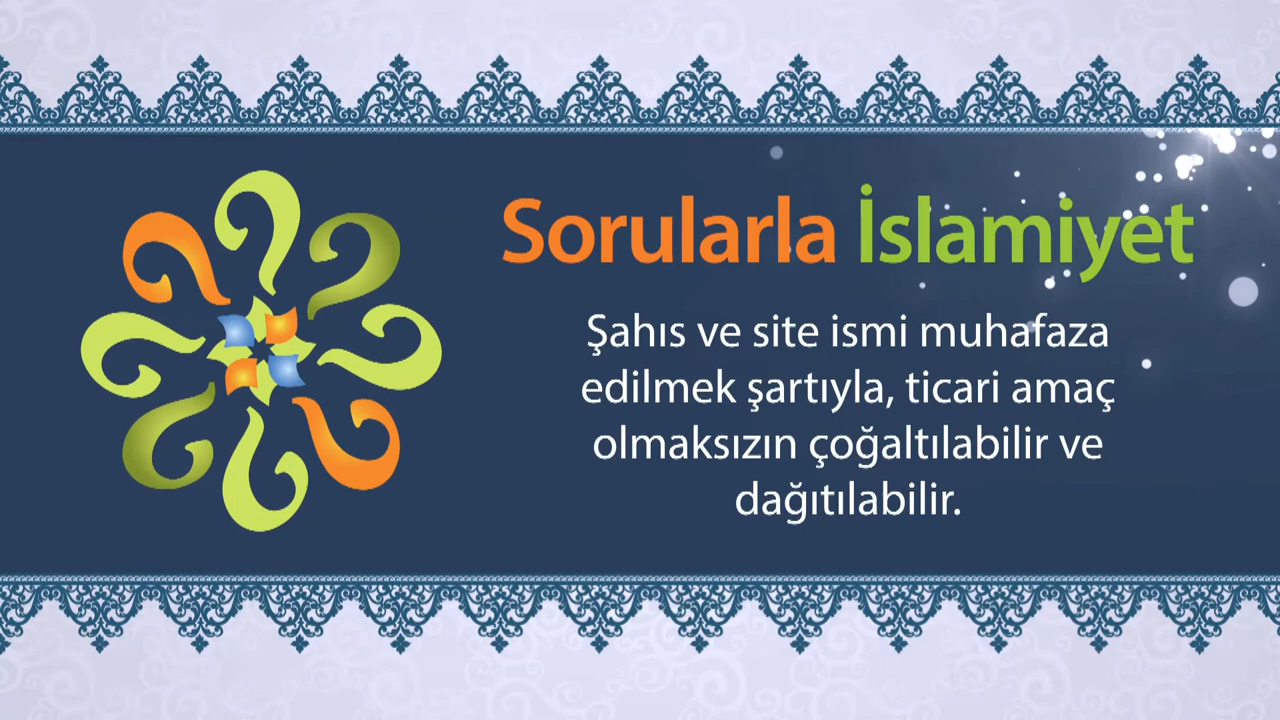 Sorularla İslamiyet
Şahıs ve site ismi muhafaza
edilmek şartıyla, ticari amaç
olmaksızın çoğaltılabilir ve
dağıtılabilir.